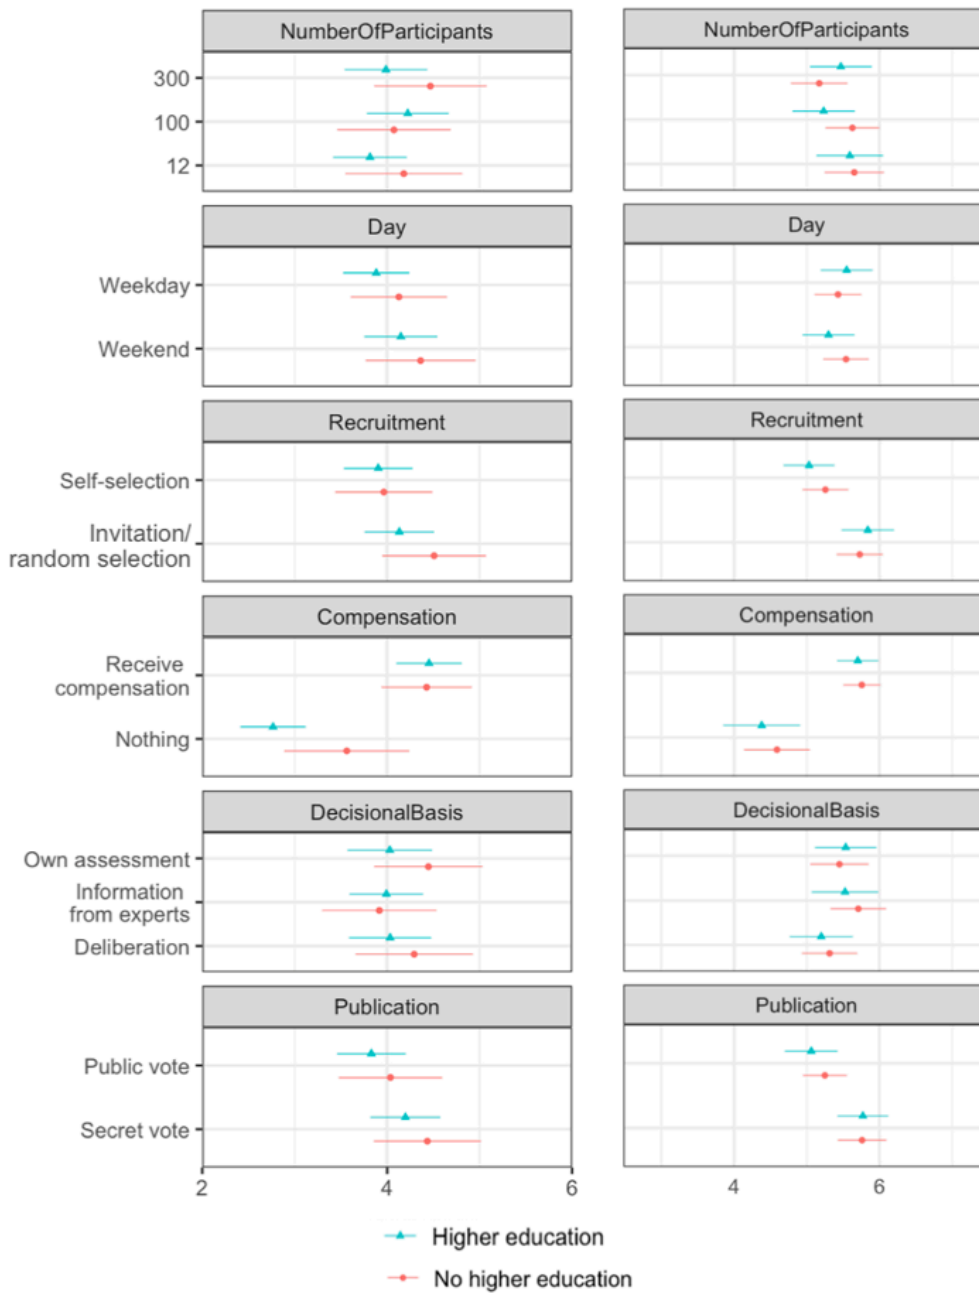 NumberOfParticipants NumberOfParticipants
300
100
12
Day Day
Weekday
Weekend
Recruitment Recruitment
Self-selection
Invitation/
random selection
Compensation Compensation
Receive
compensation
Nothing
DecisionalBasis DecisionalBasis
Own assessment
Information
from experts
Deliberation
Publication Publication
Public vote
Secret vote
2 4 6 4 6
Higher education
No higher education